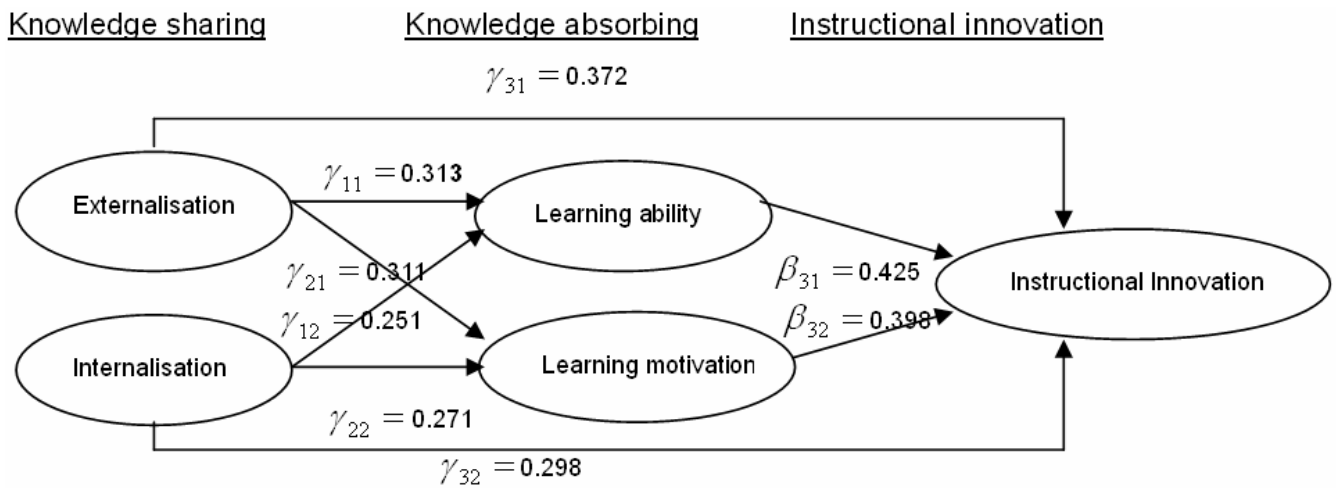 Knowledge sharing
Knowledge absorbing
Instructional innovation
γ31 = 0.372
γ11 = 0.313
Externalisation
Learning ability
γ21 = 0.311
β31 = 0.425
Instructional Innovation
γ12 = 0.251
β32 = 0.398
Internalisation
Learning motivation
γ22 = 0.271
γ32 = 0.298